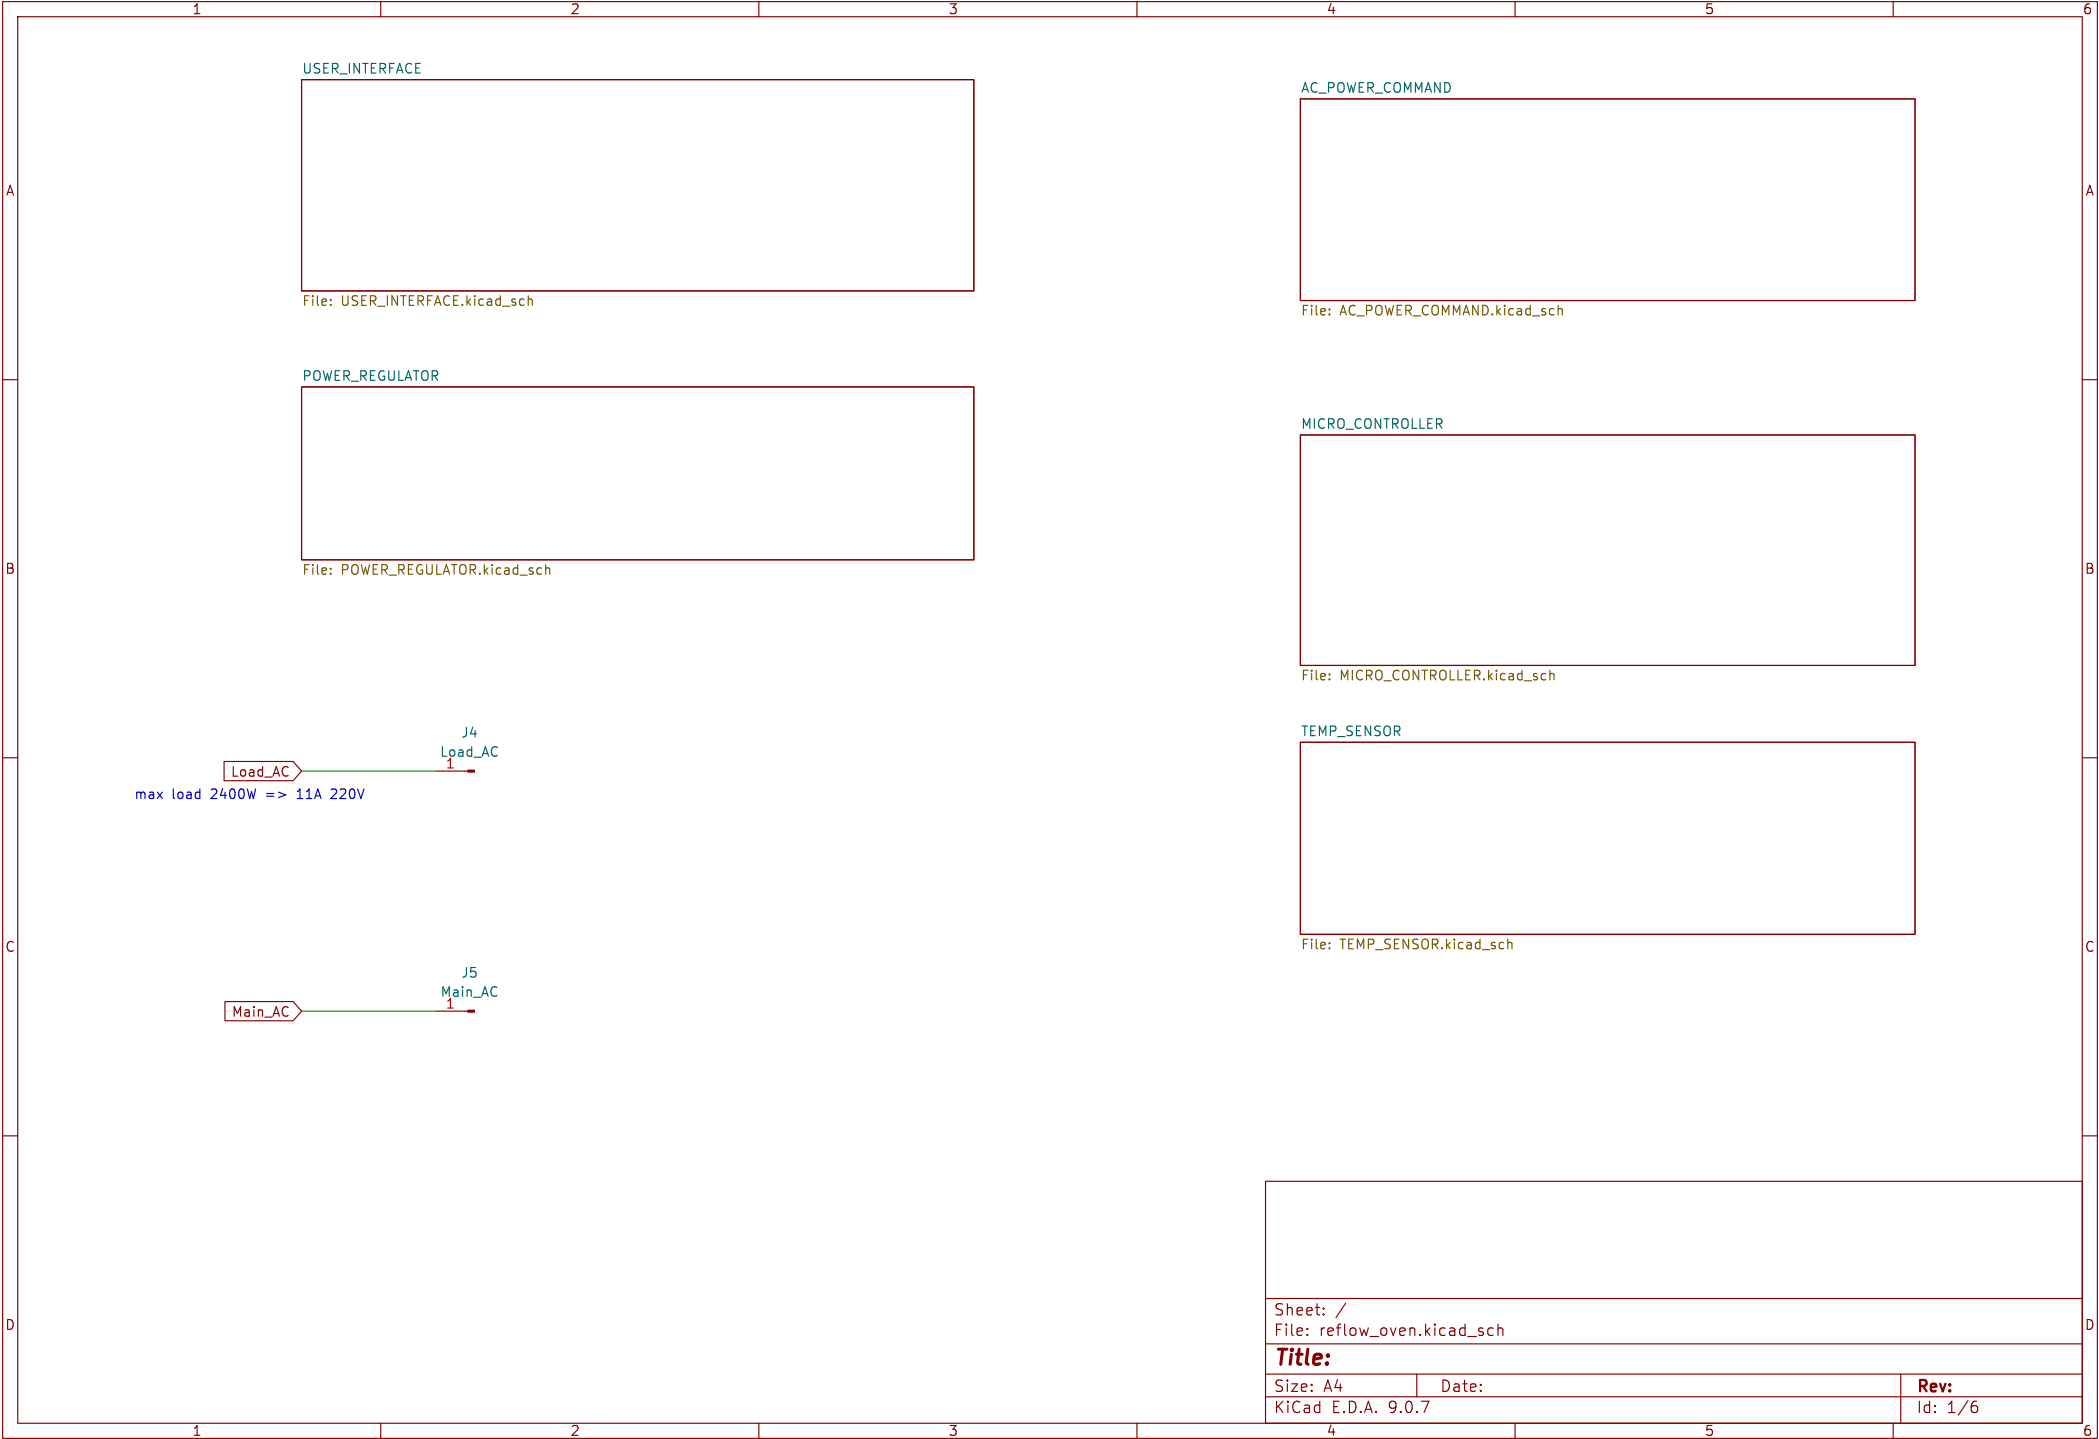 1 2 3 4 5 6
USER_INTERFACE
File: USER_INTERFACE.kicad_sch
AC_POWER_COMMAND
File: AC_POWER_COMMAND.kicad_sch
A A
POWER_REGULATOR
File: POWER_REGULATOR.kicad_sch
MICRO_CONTROLLER
File: MICRO_CONTROLLER.kicad_sch
B B
J4
Load_AC
1
Load_AC
max load 2400W => 11A 220V
TEMP_SENSOR
File: TEMP_SENSOR.kicad_sch
C C
J5
Main_AC
1
Main_AC
Sheet: /
File: reflow_oven.kicad_sch
D D
Title:
Size: A4 Date: Rev:
KiCad E.D.A. 9.0.7 Id: 1/6
1 2 3 4 5 6